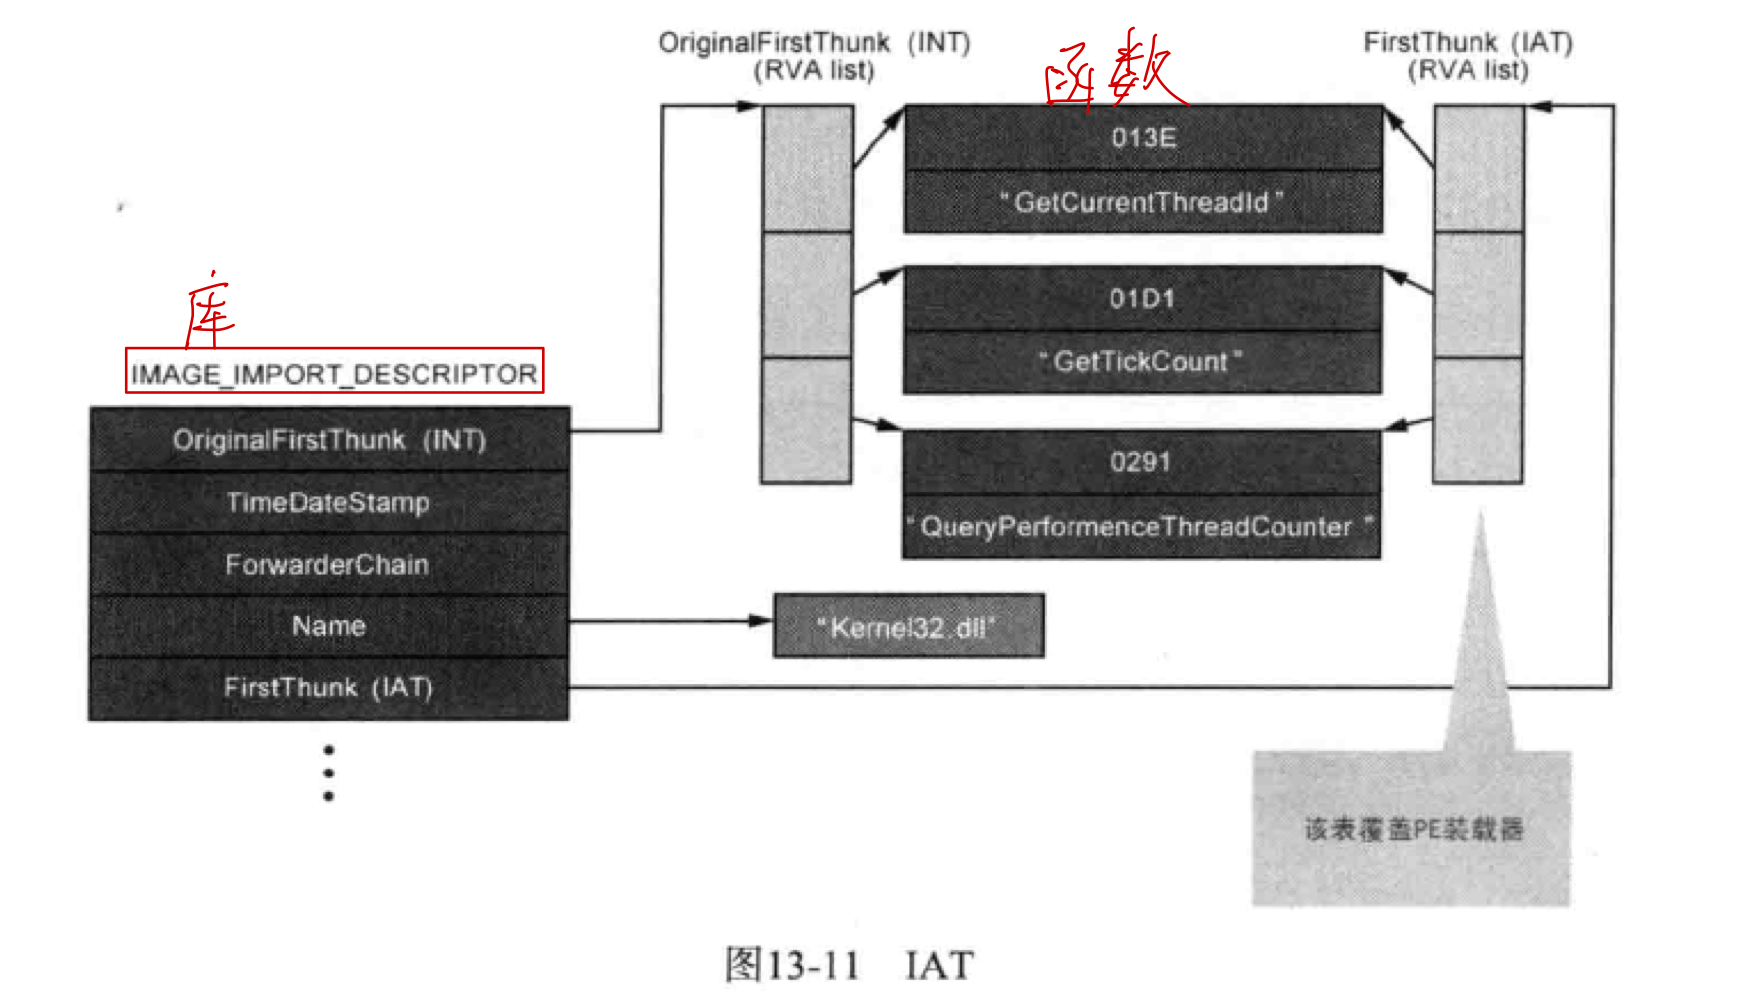 OriginalFirstThunk (INT)
(RVA list)
函数
FirstThunk (IAT)
(RVA list)
013E
“GetCurrentThreadId”
01D1
“GetTickCount”
0291
“QueryPerformenceThreadCounter”
库
IMAGE_IMPORT_DESCRIPTOR
OriginalFirstThunk (INT)
TimeDateStamp
ForwarderChain
Name
FirstThunk (IAT)
“Kernel32.dll”
该表覆盖PE装载器
图13-11 IAT